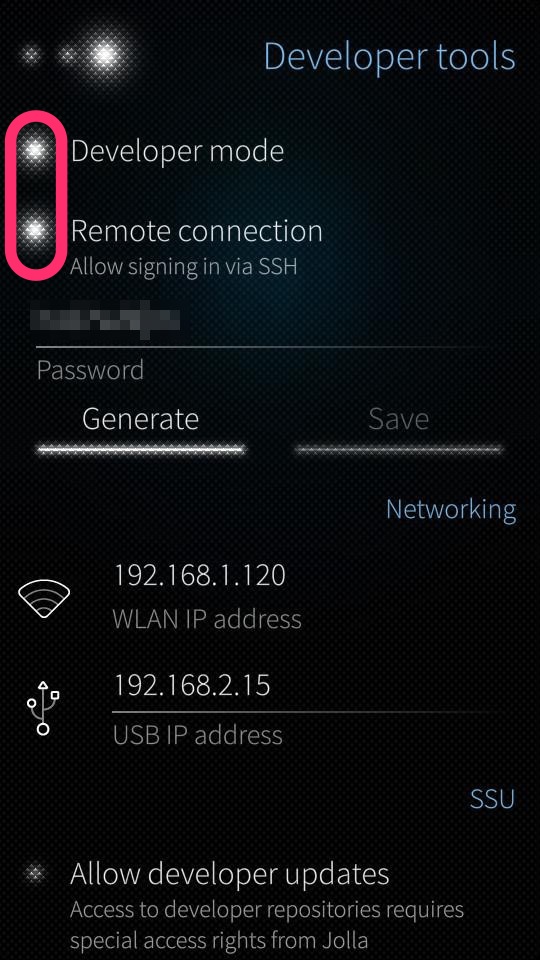 Developer tools
Developer mode
Remote connection
Allow signing in via SSH
Password
Generate
Save
Networking
192.168.1.120
WLAN IP address
192.168.2.15
USB IP address
SSU
Allow developer updates
Access to developer repositories requires
special access rights from Jolla